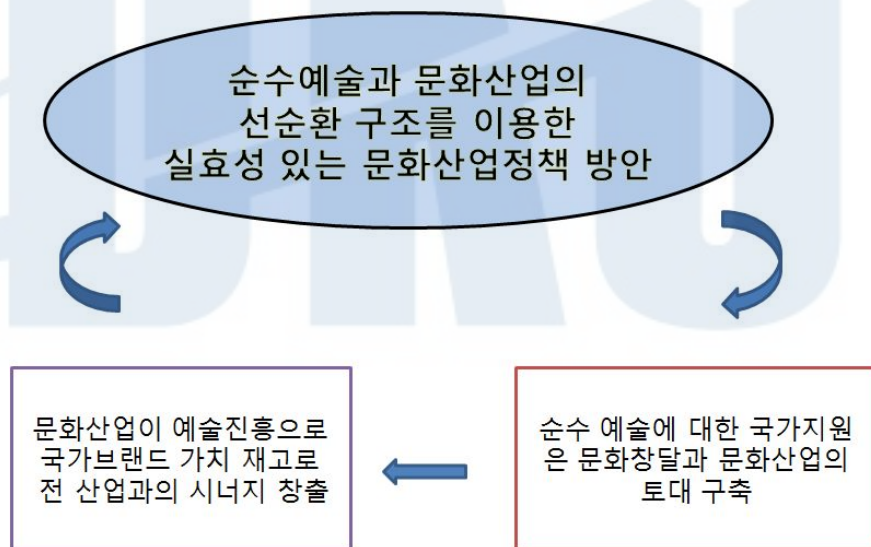 순수예술과 문화산업의
선순환 구조를 이용한
실효성 있는 문화산업정책 방안
문화산업이 예술진흥으로
국가브랜드 가치 재고로
전 산업과의 시너지 창출
순수 예술에 대한 국가지원
은 문화창달과 문화산업의
토대 구축